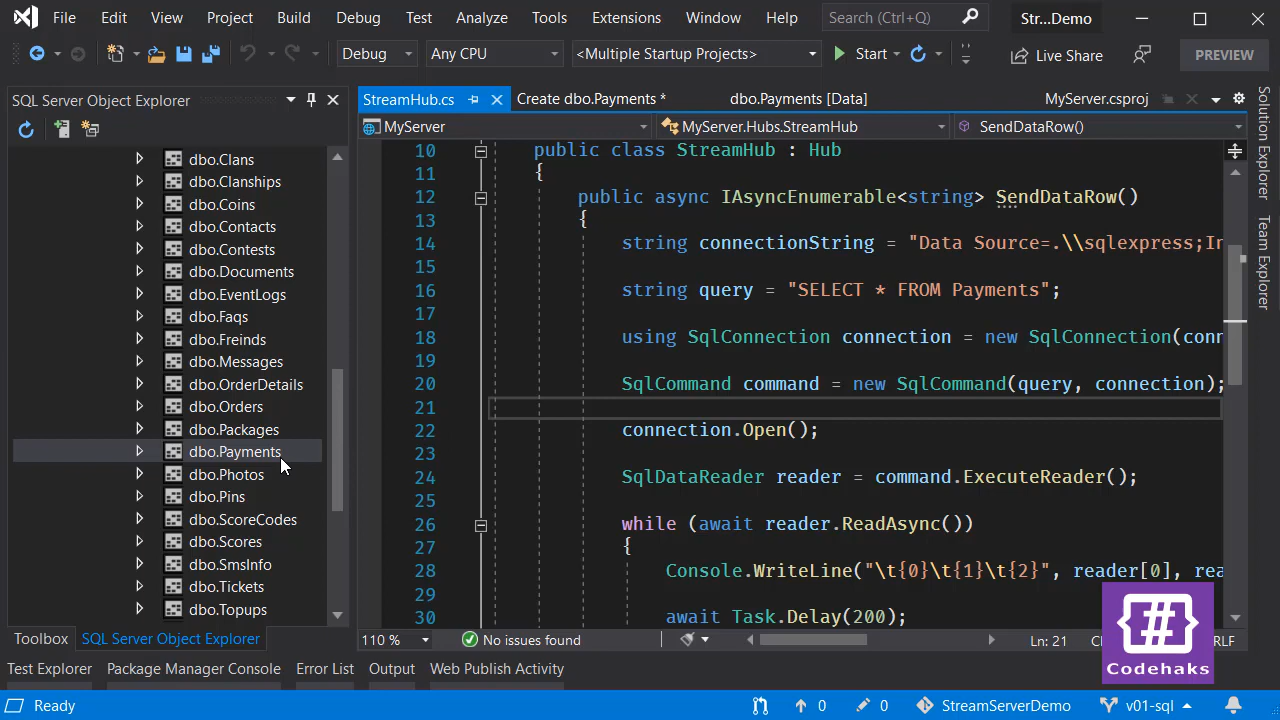 File Edit View Project Build Debug Test Analyze Tools Extensions Window Help Search (Ctrl+Q) Str...Demo
Debug Any CPU <Multiple Startup Projects> Start Live Share PREVIEW
SQL Server Object Explorer
dbo.Clans
dbo.Clanships
dbo.Coins
dbo.Contacts
dbo.Contests
dbo.Documents
dbo.EventLogs
dbo.Faqs
dbo.Freinds
dbo.Messages
dbo.OrderDetails
dbo.Orders
dbo.Packages
dbo.Payments
dbo.Photos
dbo.Pins
dbo.ScoreCodes
dbo.Scores
dbo.SmsInfo
dbo.Tickets
dbo.Topups
Toolbox SQL Server Object Explorer
StreamHub.cs Create dbo.Payments * dbo.Payments [Data] MyServer.csproj
MyServer MyServer.Hubs.StreamHub SendDataRow()
10 public class StreamHub : Hub
11 {
12 public async IAsyncEnumerable<string> SendDataRow()
13 {
14 string connectionString = "Data Source=.\\sqlexpress;In
15
16 string query = "SELECT * FROM Payments";
17
18 using SqlConnection connection = new SqlConnection(conn
19
20 SqlCommand command = new SqlCommand(query, connection);
21
22 connection.Open();
23
24 SqlDataReader reader = command.ExecuteReader();
25
26 while (await reader.ReadAsync())
27 {
28 Console.WriteLine("\t{0}\t{1}\t{2}", reader[0], rea
29
30 await Task.Delay(200);
110 % No issues found Ln: 21 RLF
Solution Explorer
Team Explorer
# Codehaks
Test Explorer Package Manager Console Error List Output Web Publish Activity
Ready 0 0 StreamServerDemo v01-sql